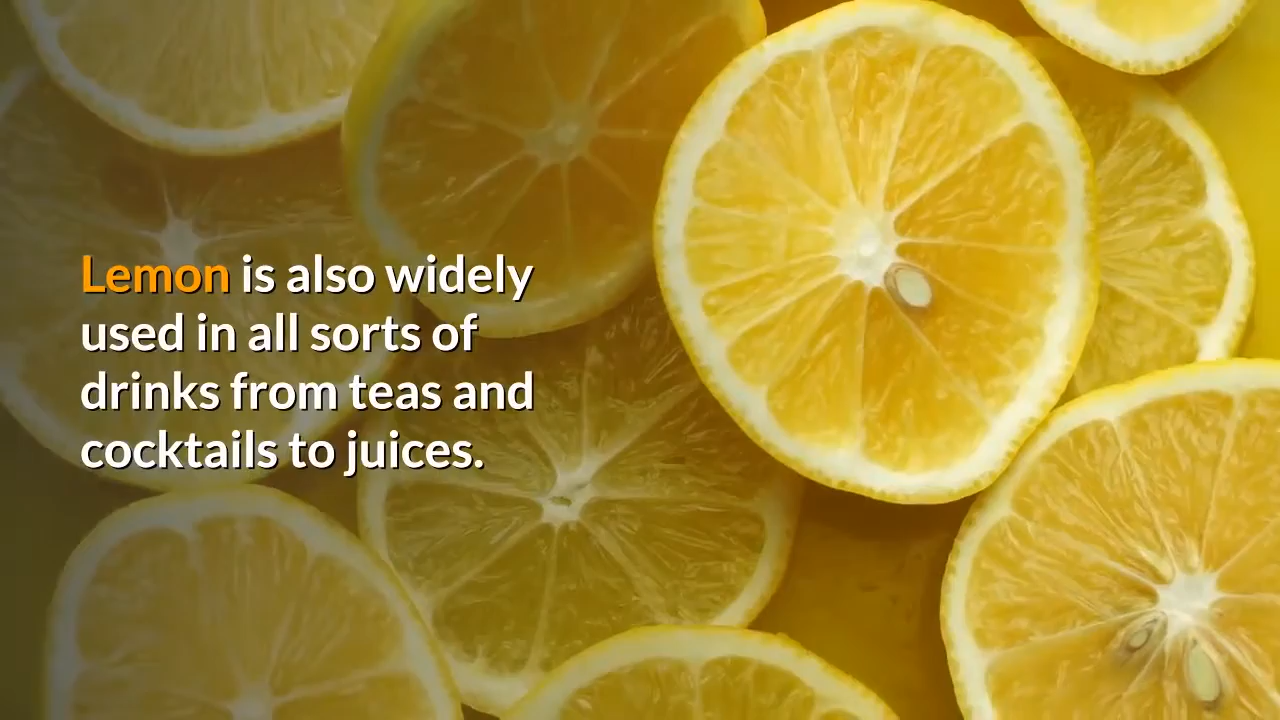 Lemon is also widely
used in all sorts of
drinks from teas and
cocktails to juices.